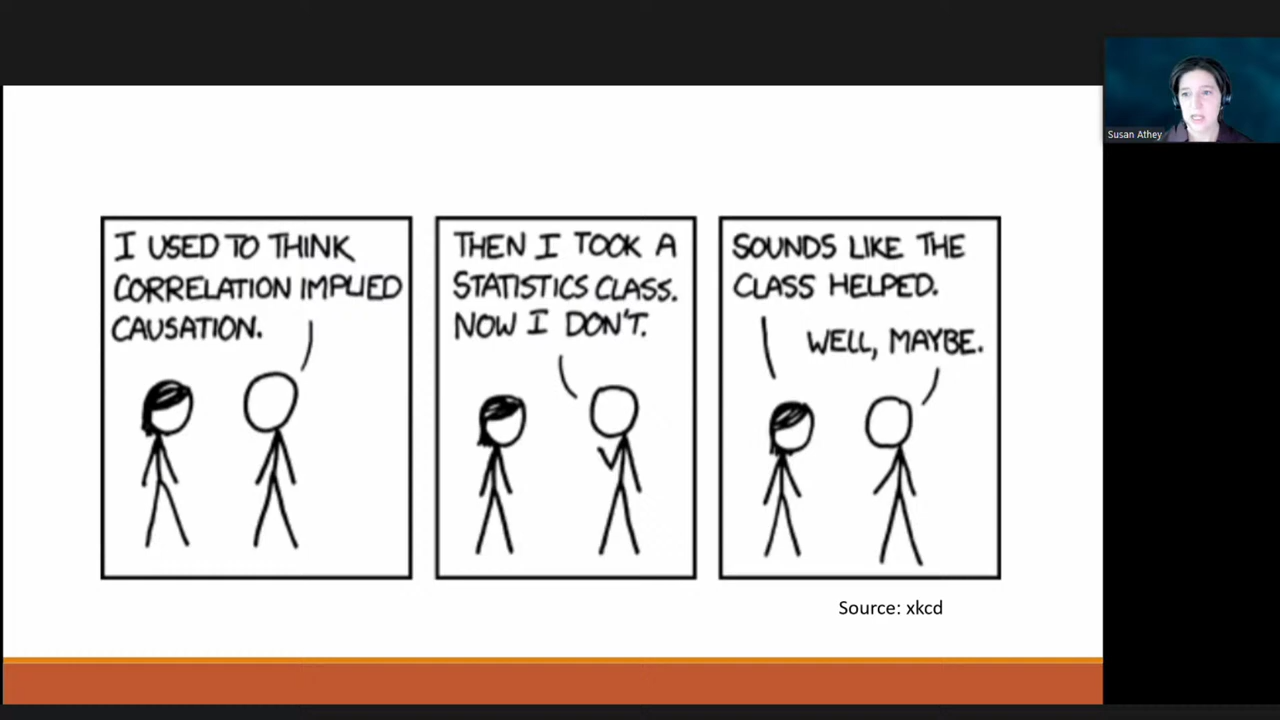 I USED TO THINK
CORRELATION IMPLIED
CAUSATION.
THEN I TOOK A
STATISTICS CLASS.
NOW I DON'T.
SOUNDS LIKE THE
CLASS HELPED.
WELL, MAYBE.
Source: xkcd
Susan Athey